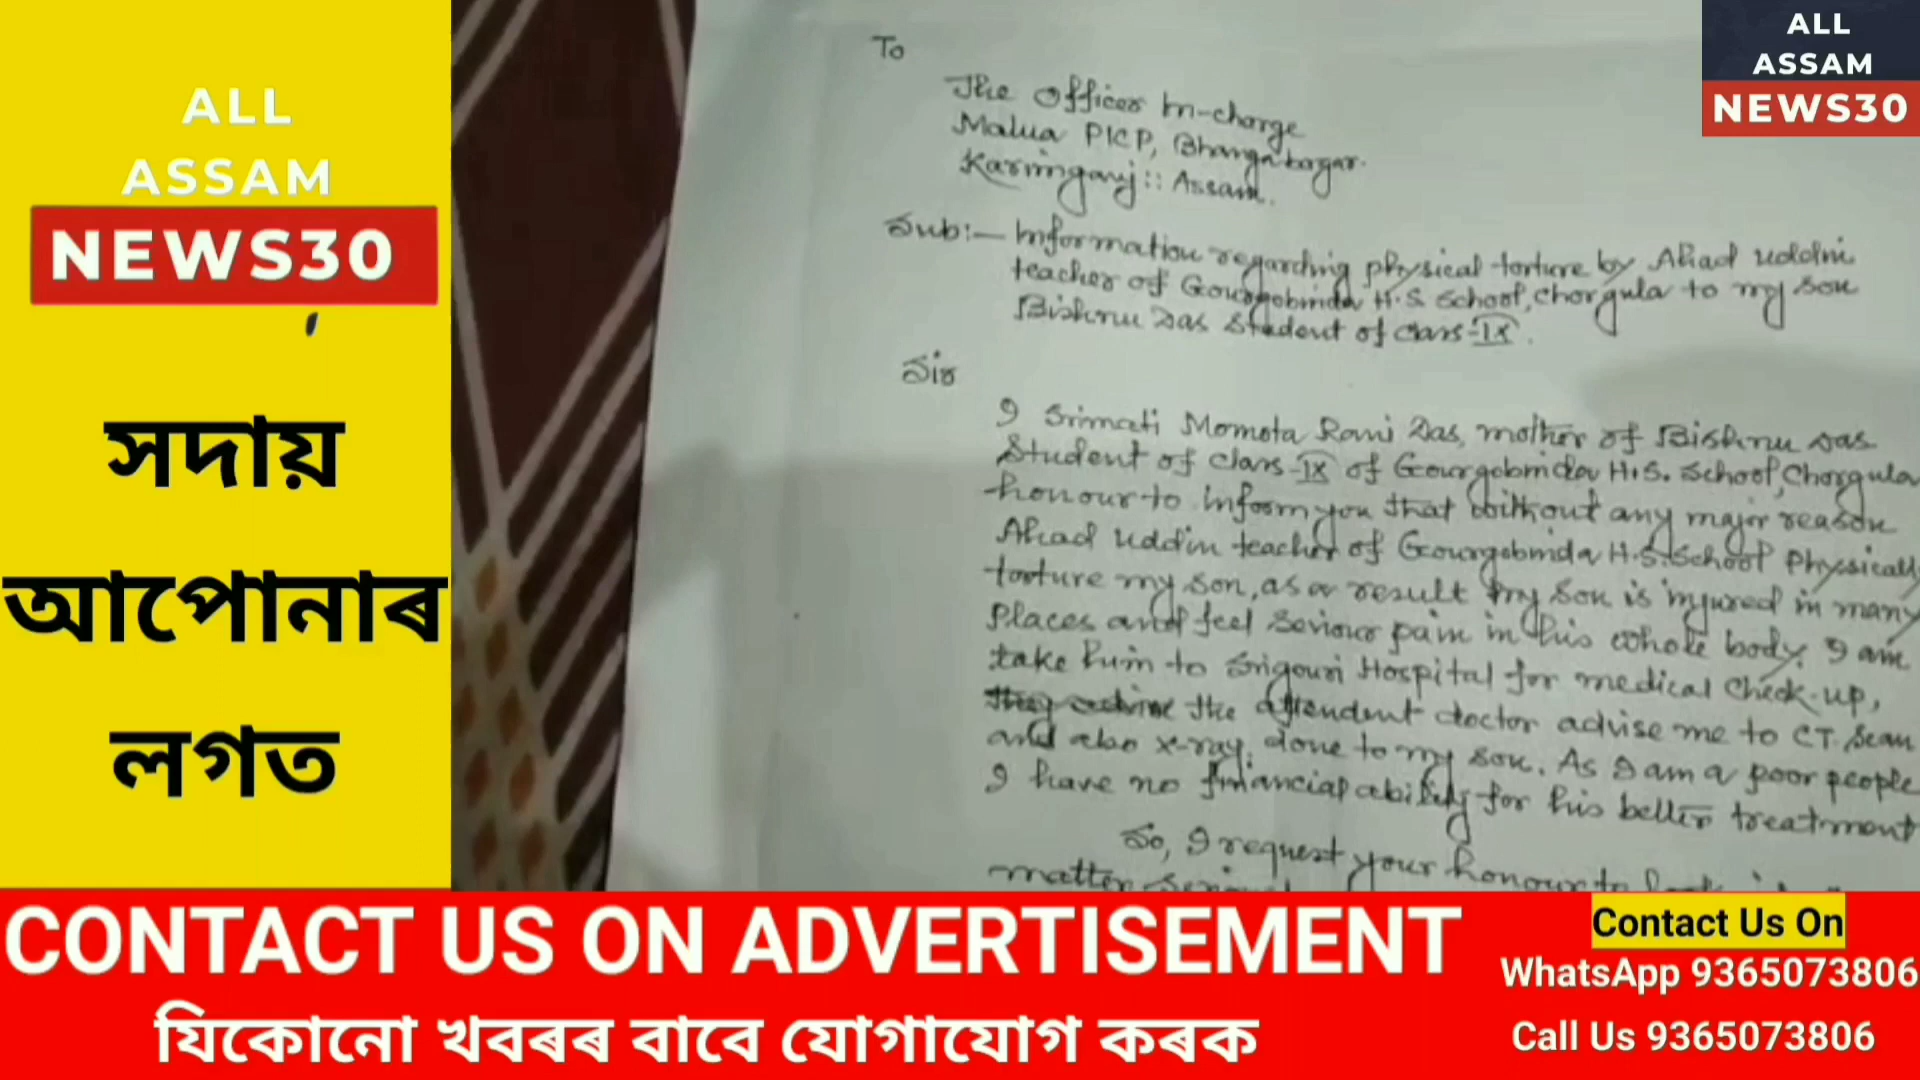 ALL
ASSAM
NEWS30
সদায়
আপোনাৰ
লগত
ALL
ASSAM
NEWS30
To
The Officer In-charge
Malua PICP, Bhangabazar.
Karimganj :: Assam.
Sub:- Information regarding physical torture by Ahad Uddin
teacher of Gourgobinda H.S. School, Chorgula to my son
Bishnu Das Student of class-IX.
Sir
I Srimati Momota Rani Das, mother of Bishnu Das
Student of class-IX of Gourgobinda H.S. School, Chorgula
honour to inform you that without any major reason
Ahad Uddin teacher of Gourgobinda H.S. School Physically
torture my son, as a result my son is injured in many
Places and feel seriour pain in his whole body. I am
take him to Srigouri Hospital for medical check-up,
the attendent doctor advise me to CT. Scan
and also x-ray. done to my son. As I am a poor people
I have no financial ability for his better treatment
So, I request your honour to
matter
CONTACT US ON ADVERTISEMENT
যিকোনো খবৰৰ বাবে যোগাযোগ কৰক
Contact Us On
WhatsApp 9365073806
Call Us 9365073806